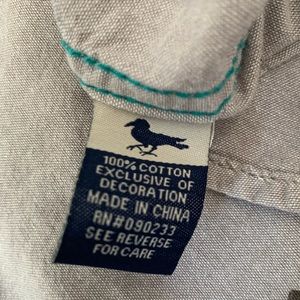 100% COTTON
EXCLUSIVE OF
DECORATION
MADE IN CHINA
RN#090233
SEE REVERSE
FOR CARE